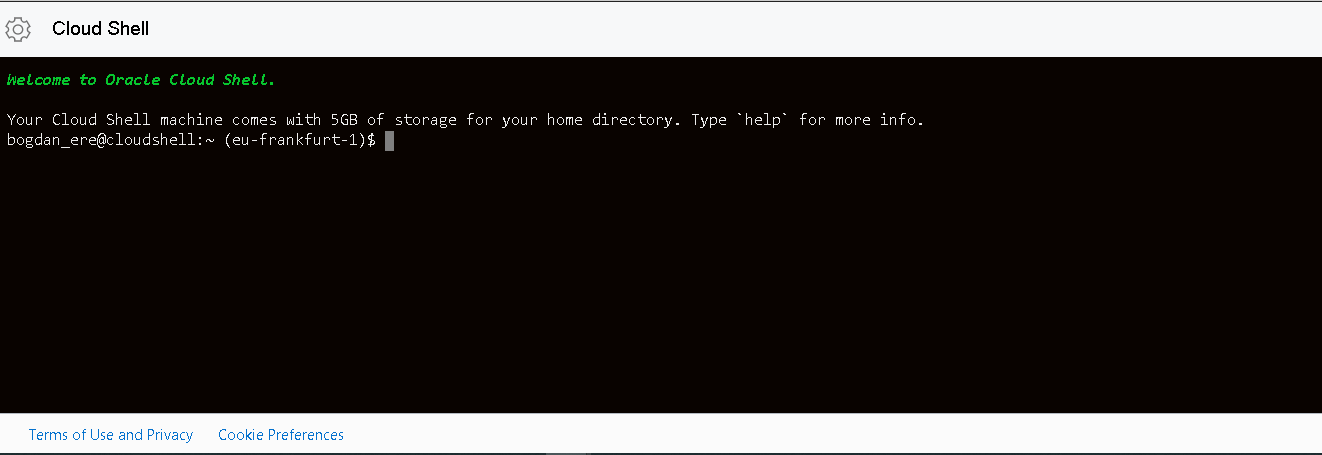 Cloud Shell
Welcome to Oracle Cloud Shell.
Your Cloud Shell machine comes with 5GB of storage for your home directory. Type `help` for more info.
bogdan_ere@cloudshell:~ (eu-frankfurt-1)$
Terms of Use and Privacy Cookie Preferences